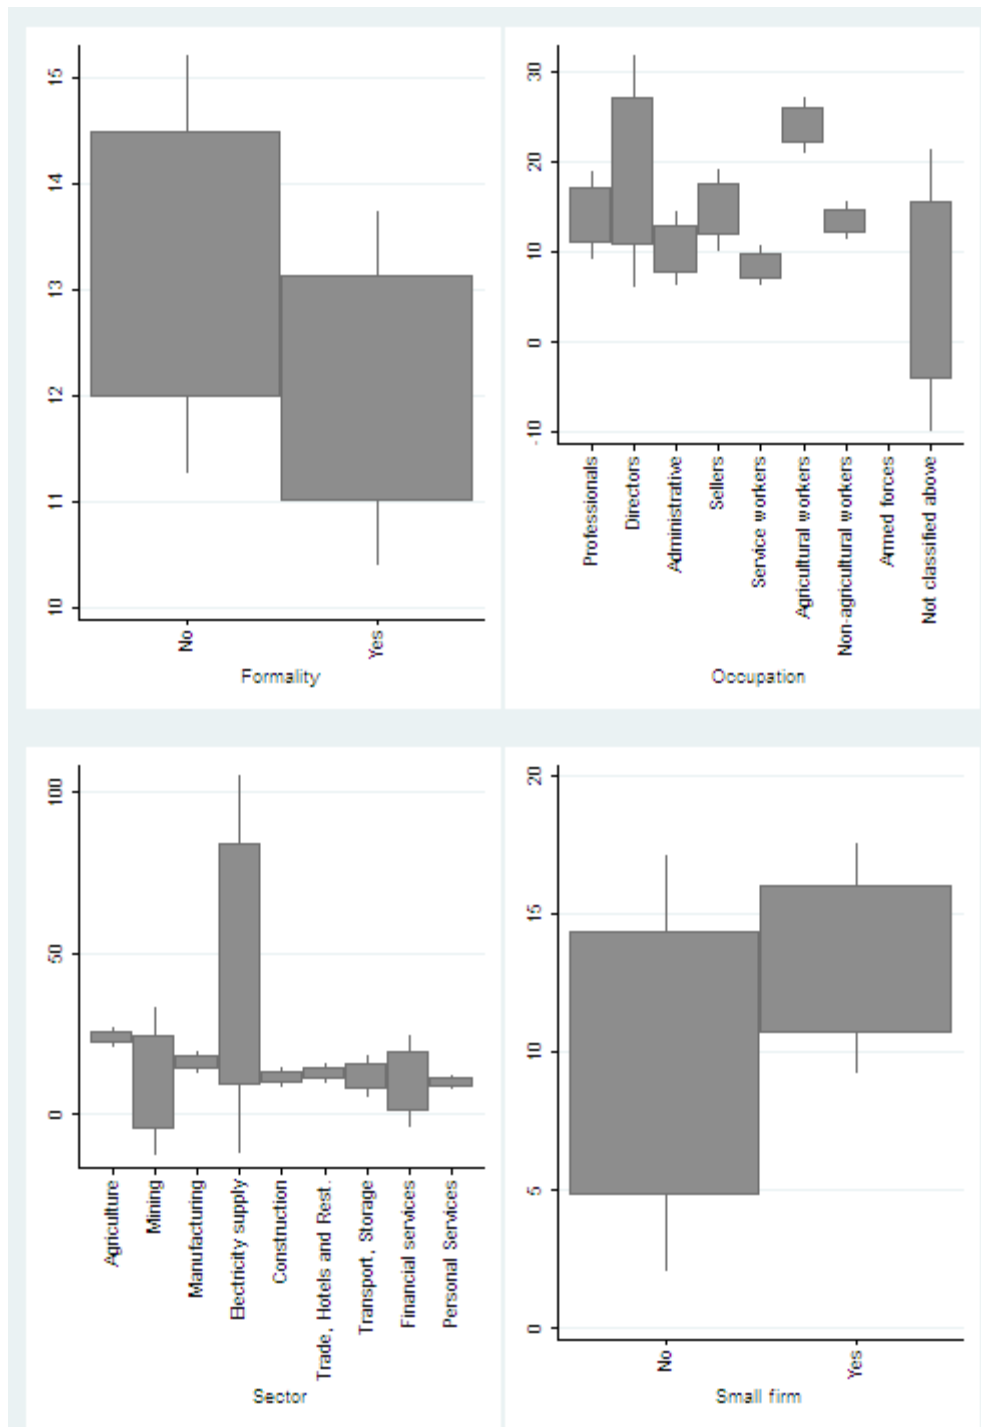 15
14
13
12
11
10
No
Yes
Formality
30
20
10
0
-10
Professionals
Directors
Administrative
Sellers
Service workers
Agricultural workers
Non-agricultural workers
Armed forces
Not classified above
Occupation
100
50
0
Agriculture
Mining
Manufacturing
Electricity supply
Construction
Trade, Hotels and Rest.
Transport, Storage
Financial services
Personal Services
Sector
20
15
10
5
0
No
Yes
Small firm